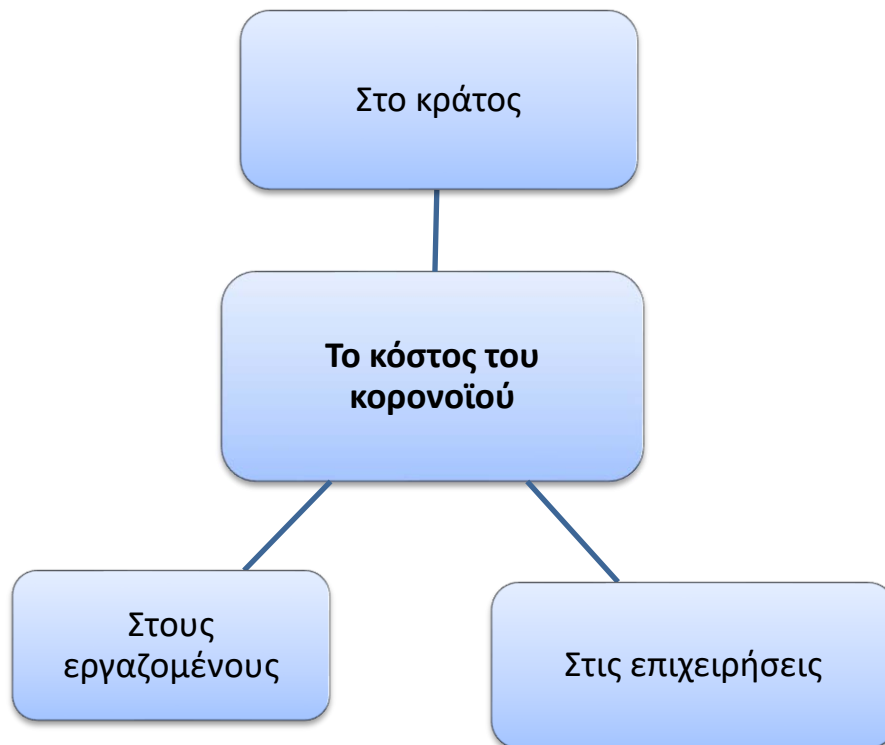 Στο κράτος
Το κόστος του
κορονοϊού
Στους
εργαζομένους
Στις επιχειρήσεις